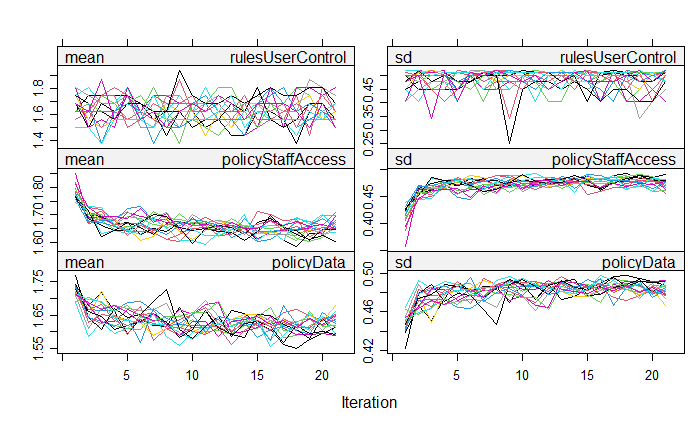 mean rulesUserControl
sd rulesUserControl
1.4 1.6 1.8
0.25 0.35 0.45
mean policyStaffAccess
sd policyStaffAccess
1.60 1.70 1.80
0.40 0.45
mean policyData
sd policyData
1.55 1.65 1.75
0.42 0.46 0.50
5 10 15 20
5 10 15 20
Iteration